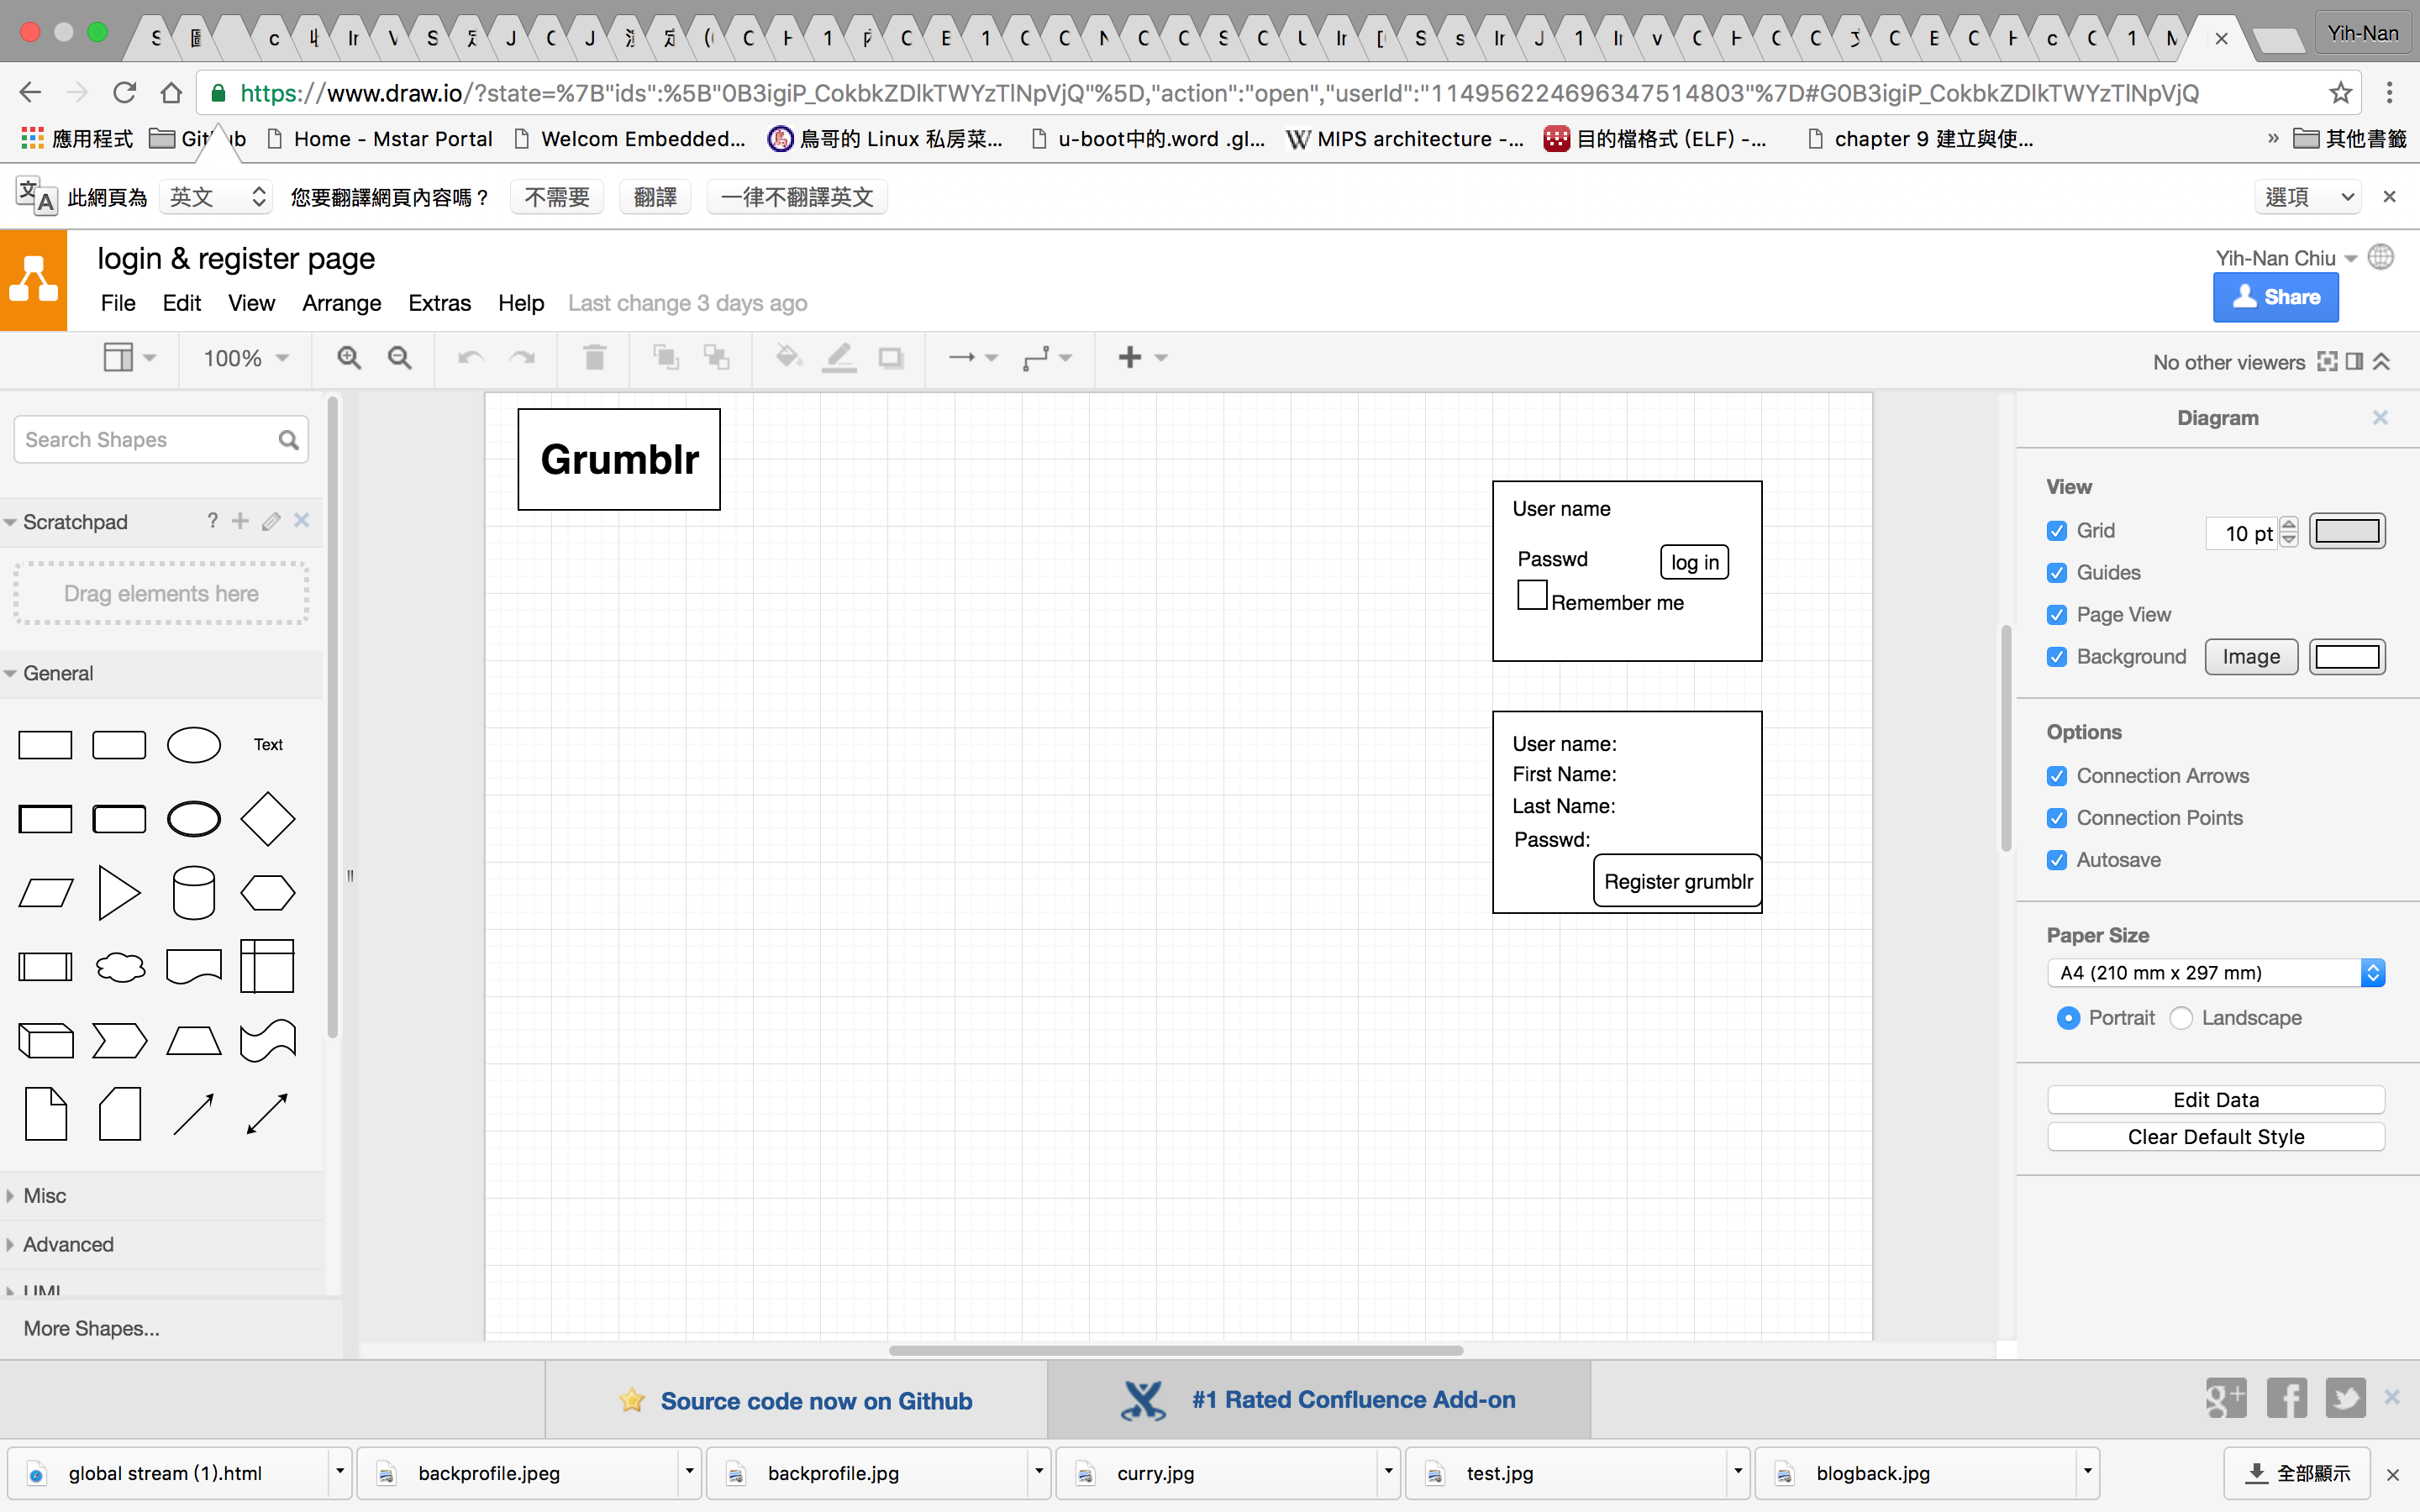 Yih-Nan
https://www.draw.io/?state=%7B"ids":%5B"0B3igiP_CokbkZDlkTWYzTlNpVjQ"%5D,"action":"open","userId":"114956224696347514803"%7D#G0B3igiP_CokbkZDlkTWYzTlNpVjQ
應用程式 Home - Mstar Portal Welcom Embedded... 鳥哥的 Linux 私房菜... u-boot中的.word .gl... MIPS architecture -... 目的檔格式 (ELF) -... chapter 9 建立與使... » 其他書籤
此網頁為 英文 您要翻譯網頁內容嗎？ 不需要 翻譯 一律不翻譯英文 選項
login & register page
Yih-Nan Chiu
File Edit View Arrange Extras Help Last change 3 days ago
Share
100%
No other viewers
Search Shapes
Scratchpad ?
Drag elements here
General
Text
Misc
Advanced
UML
More Shapes...
Grumblr
User name
Passwd
log in
Remember me
User name:
First Name:
Last Name:
Passwd:
Register grumblr
Diagram
View
Grid 10 pt
Guides
Page View
Background Image
Options
Connection Arrows
Connection Points
Autosave
Paper Size
A4 (210 mm x 297 mm)
Portrait Landscape
Edit Data
Clear Default Style
Source code now on Github
#1 Rated Confluence Add-on
global stream (1).html
backprofile.jpeg
backprofile.jpg
curry.jpg
test.jpg
blogback.jpg
全部顯示